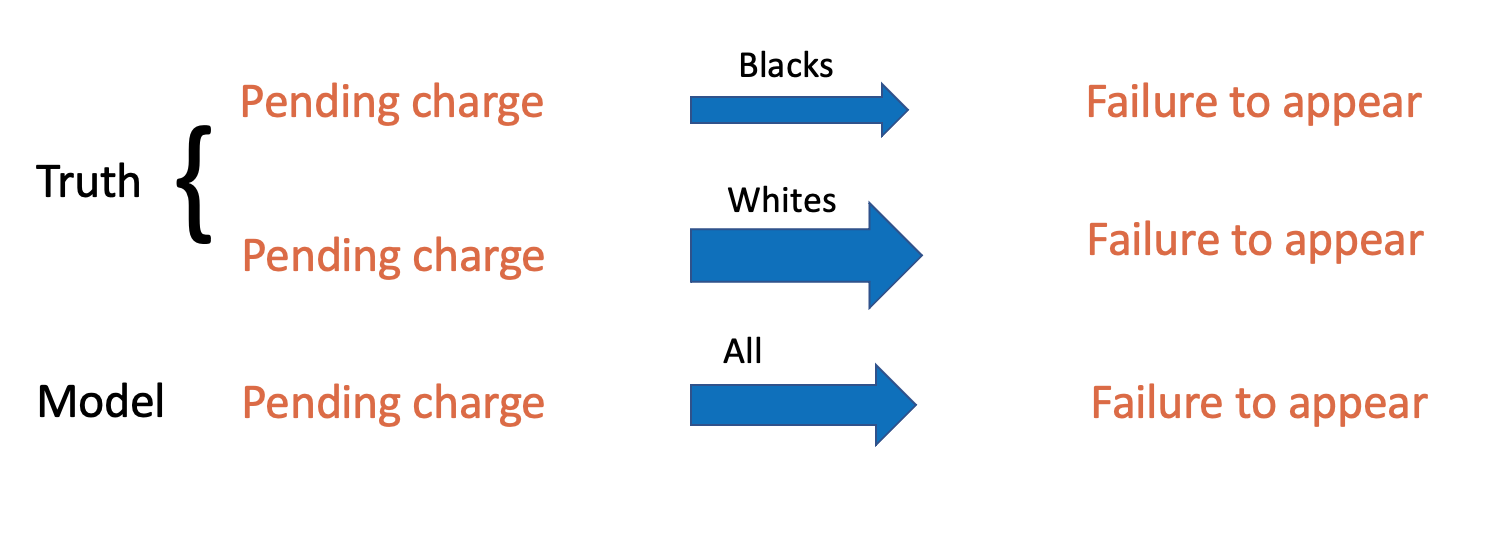 Blacks
Pending charge Failure to appear
Truth {
Whites
Pending charge Failure to appear
All
Model Pending charge Failure to appear